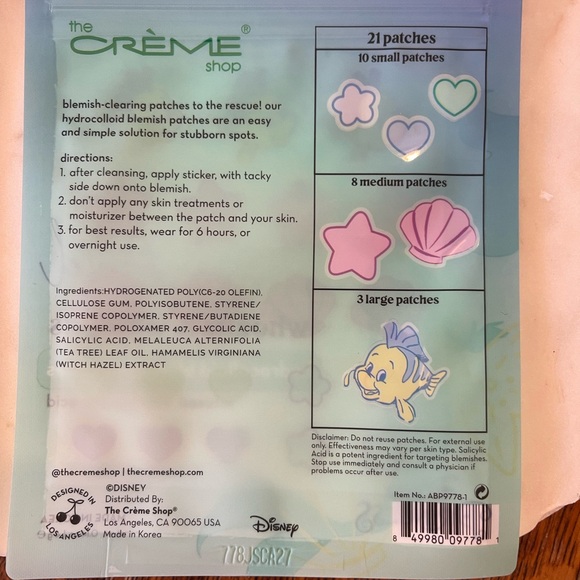 the
CRÈME®
shop
blemish-clearing patches to the rescue! our
hydrocolloid blemish patches are an easy
and simple solution for stubborn spots.
directions:
1. after cleansing, apply sticker, with tacky
side down onto blemish.
2. don't apply any skin treatments or
moisturizer between the patch and your skin.
3. for best results, wear for 6 hours, or
overnight use.
Ingredients:HYDROGENATED POLY(C6-20 OLEFIN),
CELLULOSE GUM, POLYISOBUTENE, STYRENE/
ISOPRENE COPOLYMER, STYRENE/BUTADIENE
COPOLYMER, POLOXAMER 407, GLYCOLIC ACID,
SALICYLIC ACID, MELALEUCA ALTERNIFOLIA
(TEA TREE) LEAF OIL, HAMAMELIS VIRGINIANA
(WITCH HAZEL) EXTRACT
@thecremeshop | thecremeshop.com
DESIGNED IN
LOS ANGELES
©DISNEY
Distributed By:
The Crème Shop®
Los Angeles, CA 90065 USA
Made in Korea
Disney
21 patches
10 small patches
8 medium patches
3 large patches
Disclaimer: Do not reuse patches. For external use
only. Effectiveness may vary per skin type. Salicylic
Acid is a potent ingredient for targeting blemishes.
Stop use immediately and consult a physician if
problems occur after use.
Item No.: ABP9778-1
8 49980 09778 1
778JSCA27